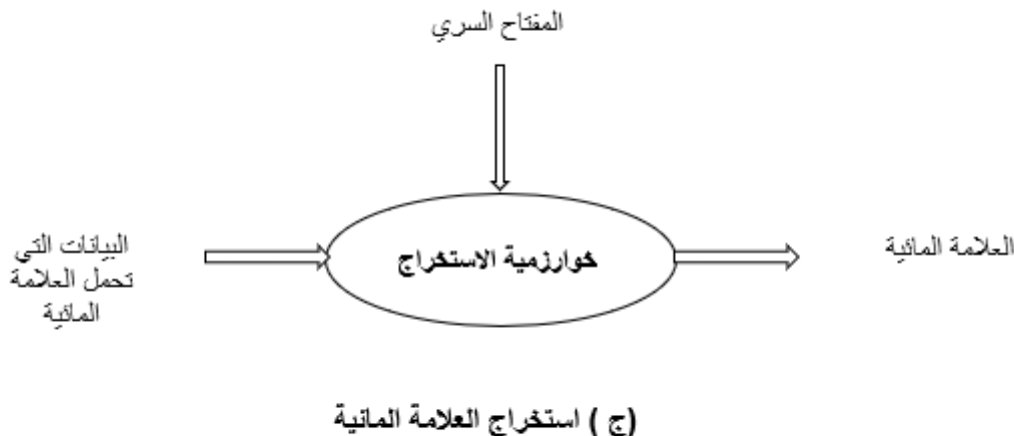 المفتاح السري
البيانات التي
تحمل العلامة
المائية
خوارزمية الاستخراج
العلامة المائية
(ج ) استخراج العلامة المائية